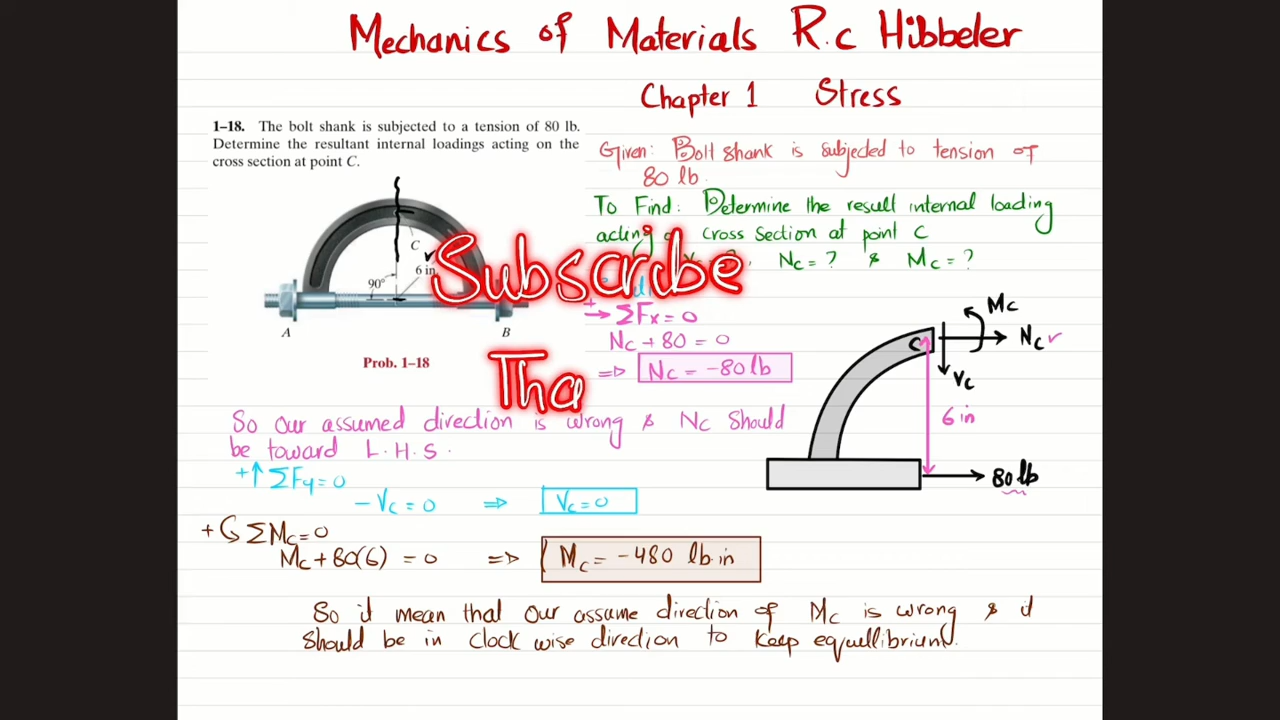 Mechanics of Materials R.c Hibbeler
Chapter 1 Stress
1–18. The bolt shank is subjected to a tension of 80 lb.
Determine the resultant internal loadings acting on the
cross section at point C.
C
6 in
90°
A
B
Prob. 1–18
Given: Bolt shank is subjected to tension of
80 lb.
To Find: Determine the result internal loading
acting cross section at point C
= ?, Nc = ? & Mc = ?
Subscribe
Tha
+→ ΣFx = 0
Nc + 80 = 0
⇒ Nc = -80 lb
Mc
Nc
C
Vc
6 in
80 lb
So Our assumed direction is wrong & Nc should
be toward L.H.S.
+↑ ΣFy = 0
- Vc = 0 ⇒ Vc = 0
+ ΣMc = 0
Mc + 80(6) = 0 ⇒ Mc = -480 lb.in
So it mean that Our assume direction of Mc is wrong & it
should be in clock wise direction to keep equillibrium.